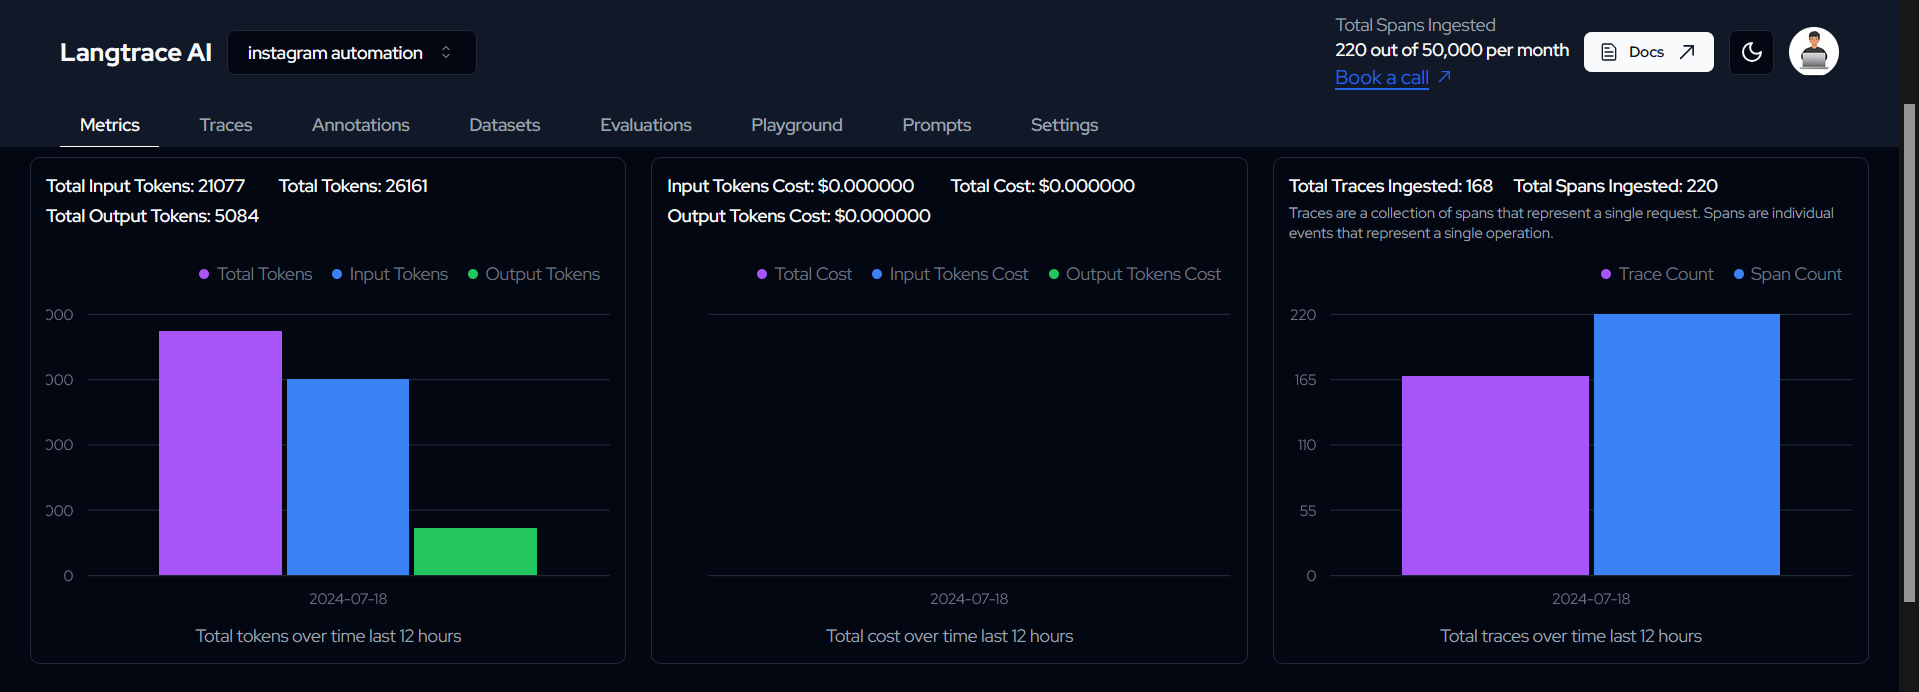 Langtrace AI
instagram automation
Total Spans Ingested
220 out of 50,000 per month
Book a call
Docs
Metrics Traces Annotations Datasets Evaluations Playground Prompts Settings
Total Input Tokens: 21077 Total Tokens: 26161
Total Output Tokens: 5084
Total Tokens Input Tokens Output Tokens
000
000
000
000
0
2024-07-18
Total tokens over time last 12 hours
Input Tokens Cost: $0.000000 Total Cost: $0.000000
Output Tokens Cost: $0.000000
Total Cost Input Tokens Cost Output Tokens Cost
2024-07-18
Total cost over time last 12 hours
Total Traces Ingested: 168 Total Spans Ingested: 220
Traces are a collection of spans that represent a single request. Spans are individual
events that represent a single operation.
Trace Count Span Count
220
165
110
55
0
2024-07-18
Total traces over time last 12 hours